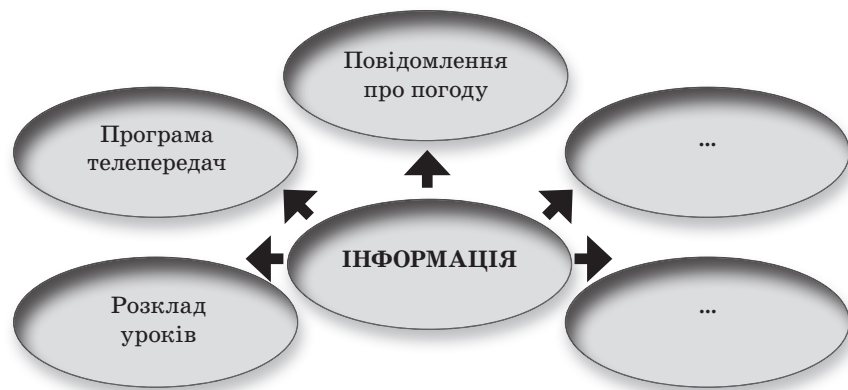 Повідомлення
про погоду
Програма
телепередач
...
ІНФОРМАЦІЯ
Розклад
уроків
...